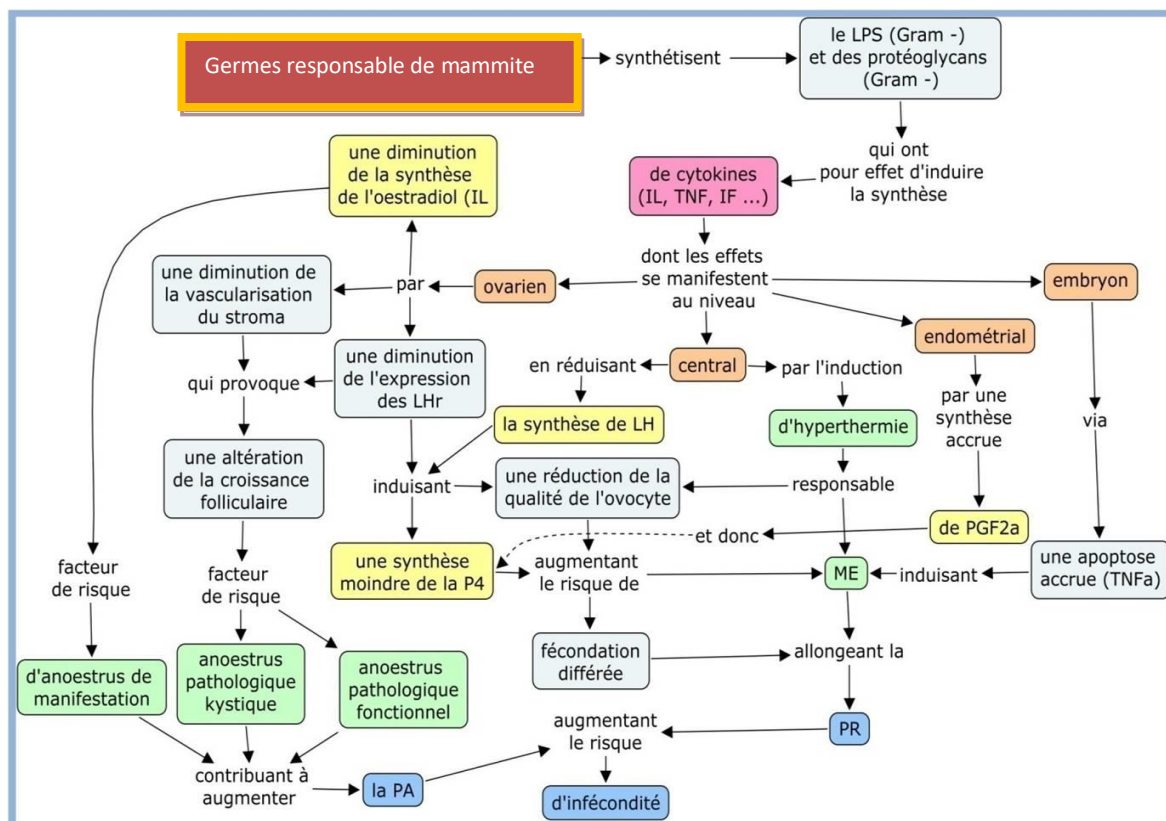 Germes responsable de mammite
synthétisent
le LPS (Gram -)
et des protéoglycans
(Gram -)
qui ont
pour effet d'induire
la synthèse
de cytokines
(IL, TNF, IF ...)
une diminution
de la synthèse
de l'oestradiol (IL
dont les effets
se manifestent
au niveau
une diminution de
la vascularisation
du stroma
par
ovarien
embryon
endométrial
central
en réduisant
par l'induction
qui provoque
une diminution
de l'expression
des LHr
la synthèse de LH
d'hyperthermie
par une
synthèse
accrue
via
une altération
de la croissance
folliculaire
induisant
une réduction de la
qualité de l'ovocyte
responsable
de PGF2a
et donc
une synthèse
moindre de la P4
augmentant
le risque de
ME
induisant
une apoptose
accrue (TNFa)
facteur
de risque
facteur
de risque
d'anoestrus de
manifestation
anoestrus
pathologique
kystique
anoestrus
pathologique
fonctionnel
fécondation
différée
allongeant la
PR
augmentant
le risque
contribuant à
augmenter
la PA
d'infécondité